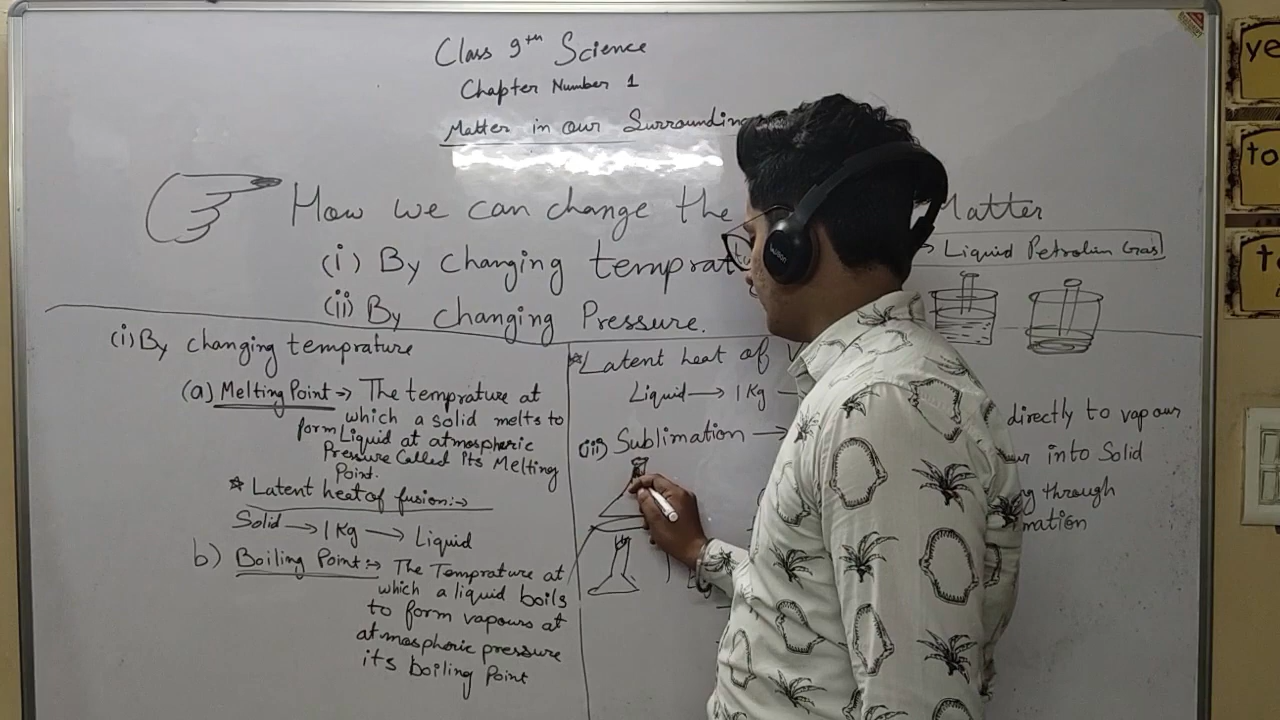 Class 9th Science
Chapter Number 1
Matter in our Surrounding
How we can change the Matter
(i) By changing temprat
(ii) By changing Pressure.
Liquid Petrolium Gas
(i) By changing temprature
(a) Melting Point -> The temprature at
which a solid melts to
form Liquid at atmospheric
Pressure Called its Melting
Point.
* Latent heat of fusion:->
Solid -> 1 Kg -> Liquid
b) Boiling Point:-> The Temprature at
which a liquid boils
to form vapours at
atmospheric pressure
its boiling Point
* Latent heat of
Liquid -> 1 Kg
(iii) Sublimation ->
directly to vapour
into Solid
through
ye
to